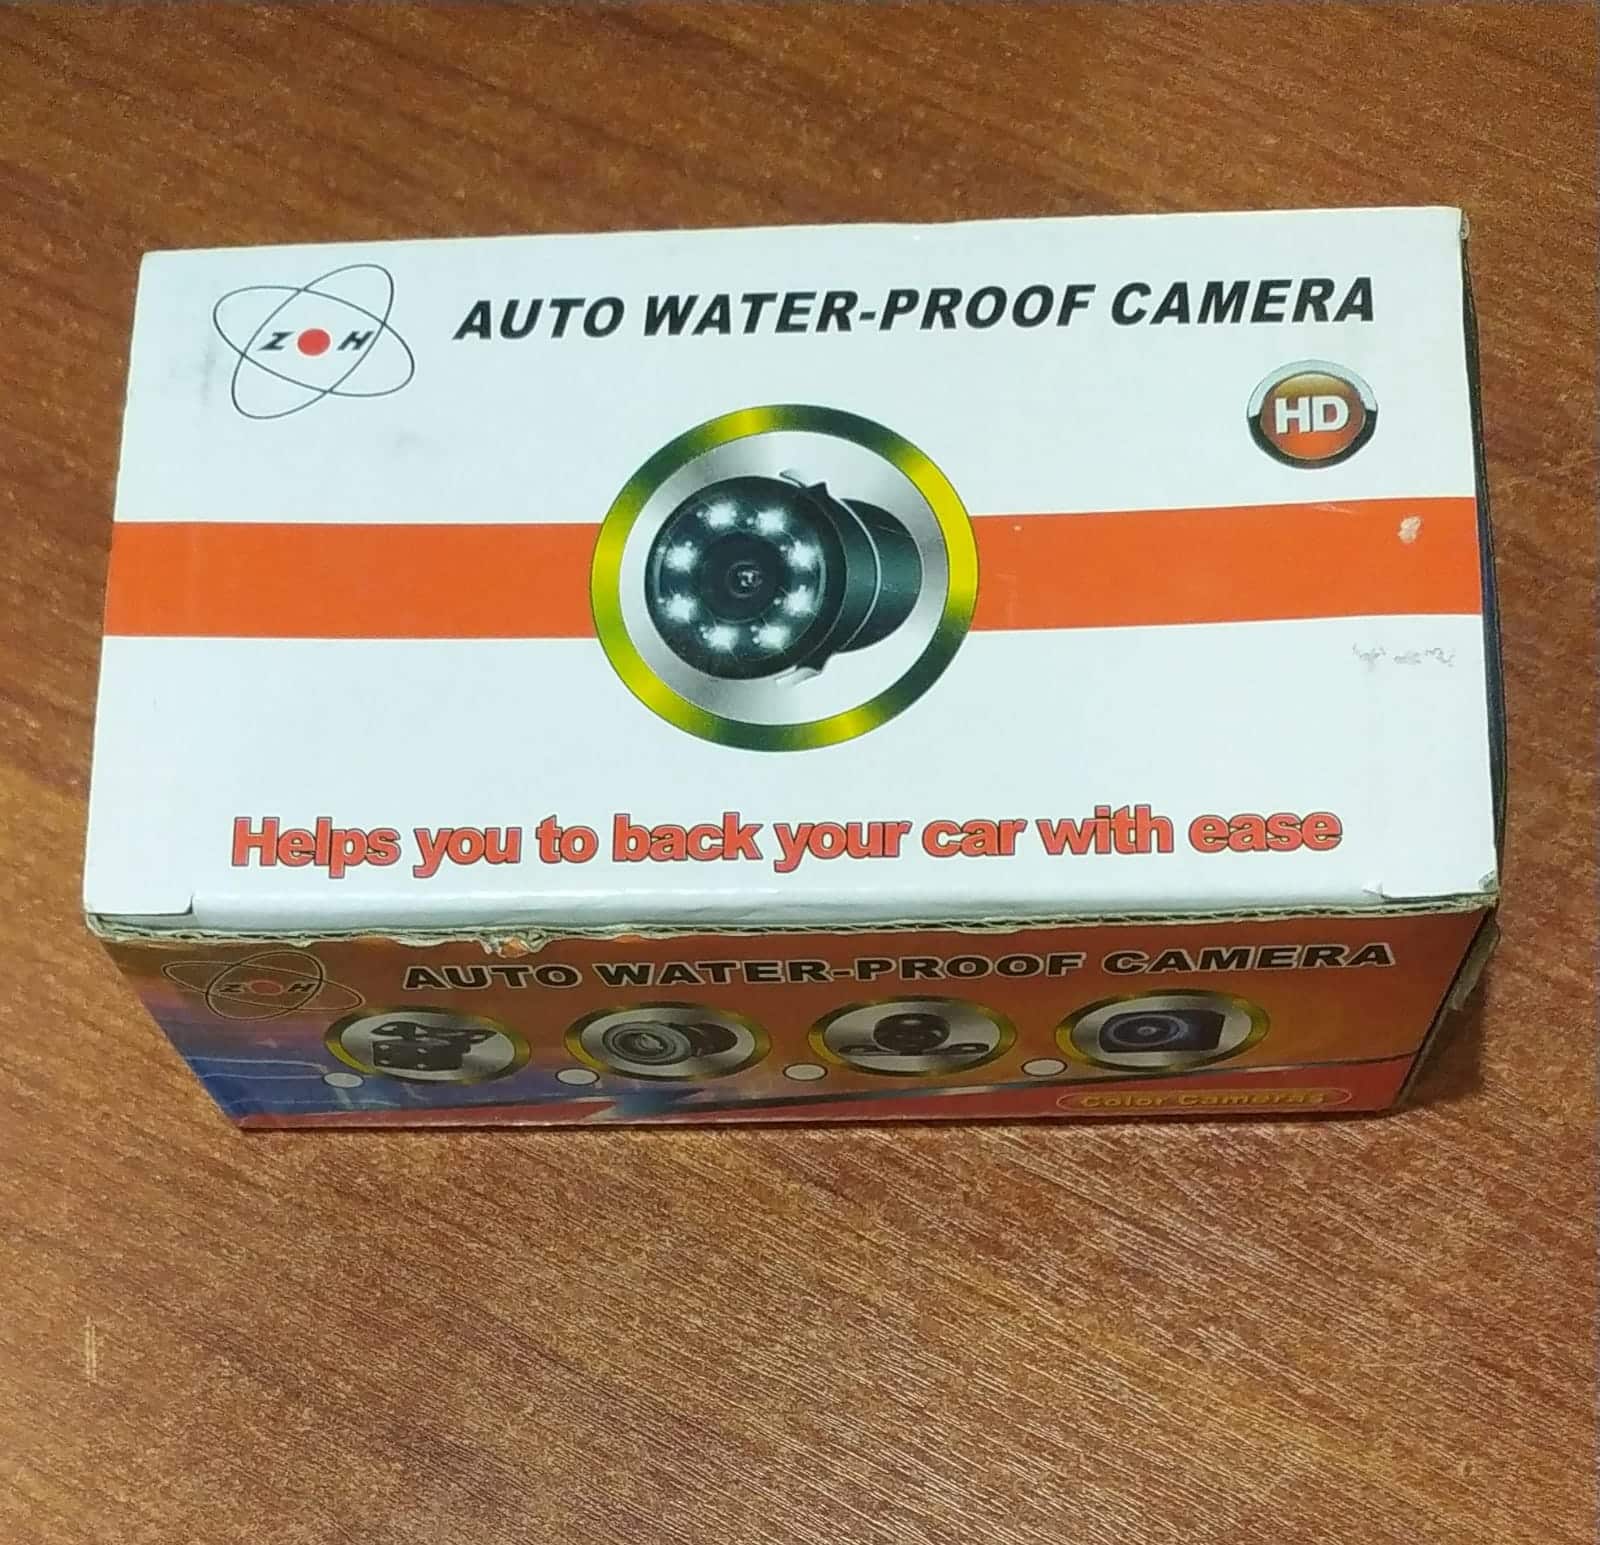 Z H
AUTO WATER-PROOF CAMERA
HD
Helps you to back your car with ease
Z H
AUTO WATER-PROOF CAMERA
Color Cameras